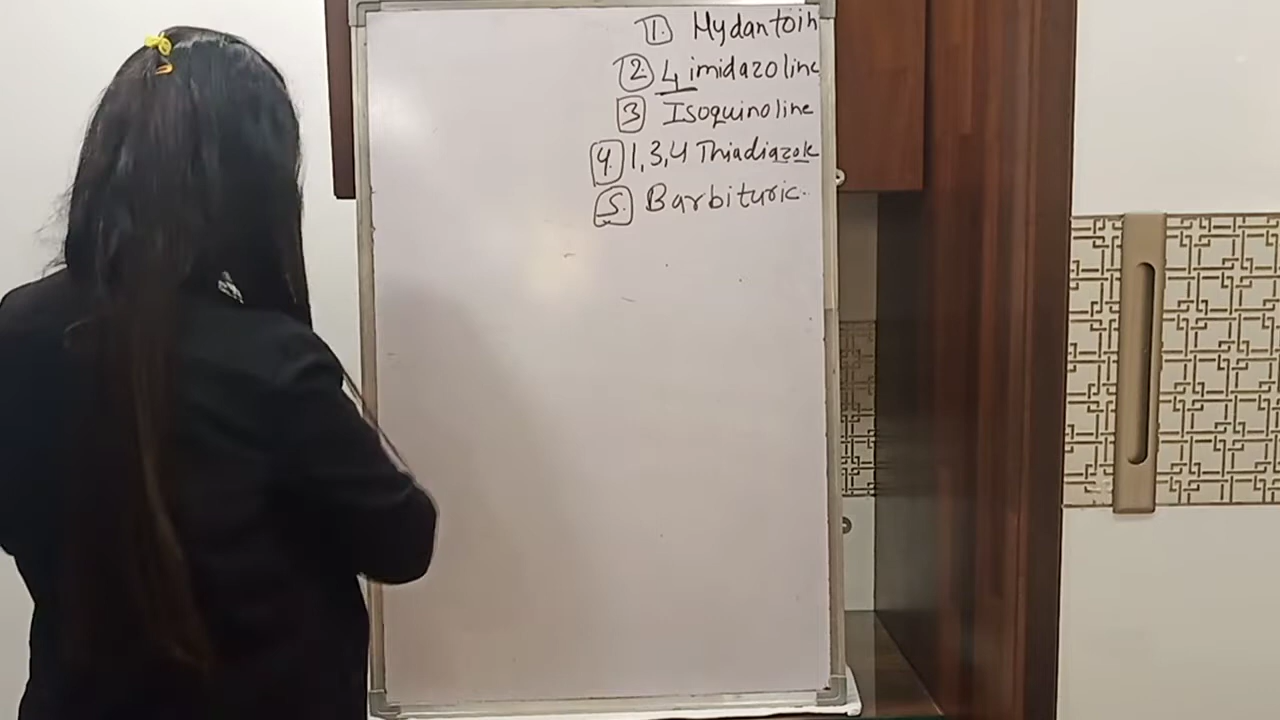 1. Hydantoin
2 4 imidazoline
3 Isoquinoline
4. 1,3,4 Thiadiazole
5. Barbituric.